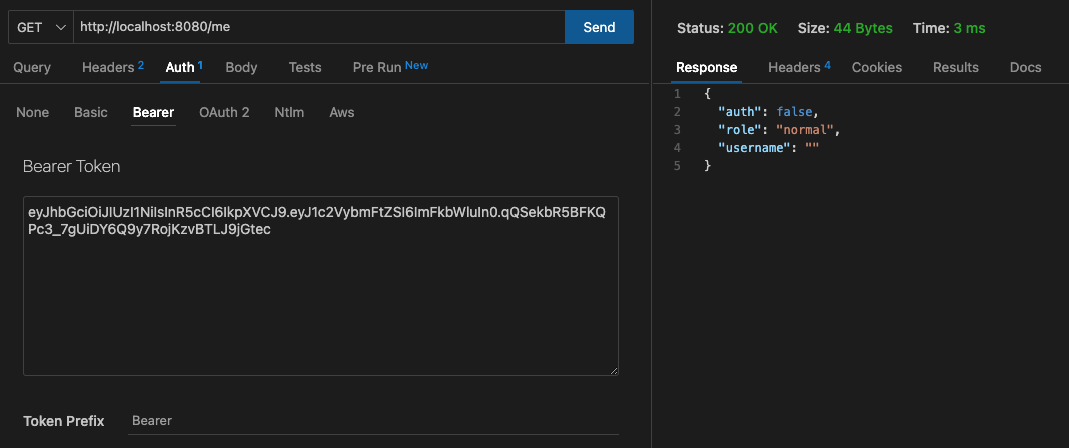 GET http://localhost:8080/me Send
Query Headers 2 Auth 1 Body Tests Pre Run New
None Basic Bearer OAuth 2 Ntlm Aws
Bearer Token
eyJhbGciOiJIUzI1NiIsInR5cCI6IkpXVCJ9.eyJ1c2VybmFtZSI6ImFkbWluIn0.qQSekbR5BFKQ
Pc3_7gUiDY6Q9y7RojKzvBTLJ9jGtec
Token Prefix Bearer
Status: 200 OK Size: 44 Bytes Time: 3 ms
Response Headers 4 Cookies Results Docs
1 {
2 "auth": false,
3 "role": "normal",
4 "username": ""
5 }